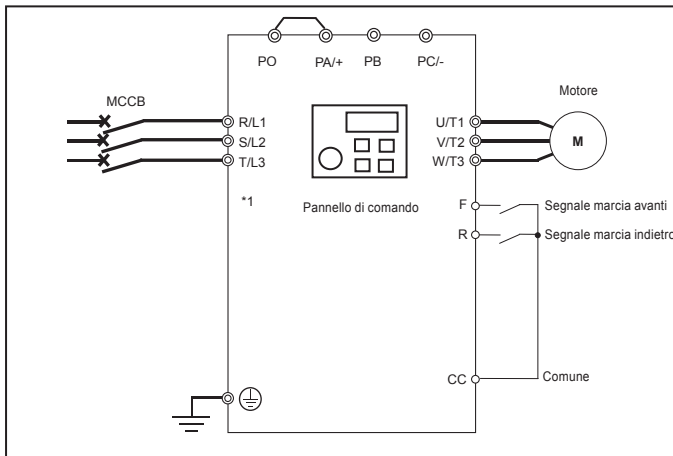 PO PA/+ PB PC/-
MCCB
Motore
R/L1
S/L2
T/L3
U/T1
V/T2
W/T3
M
*1
Pannello di comando
F
Segnale marcia avanti
R
Segnale marcia indietro
CC
Comune